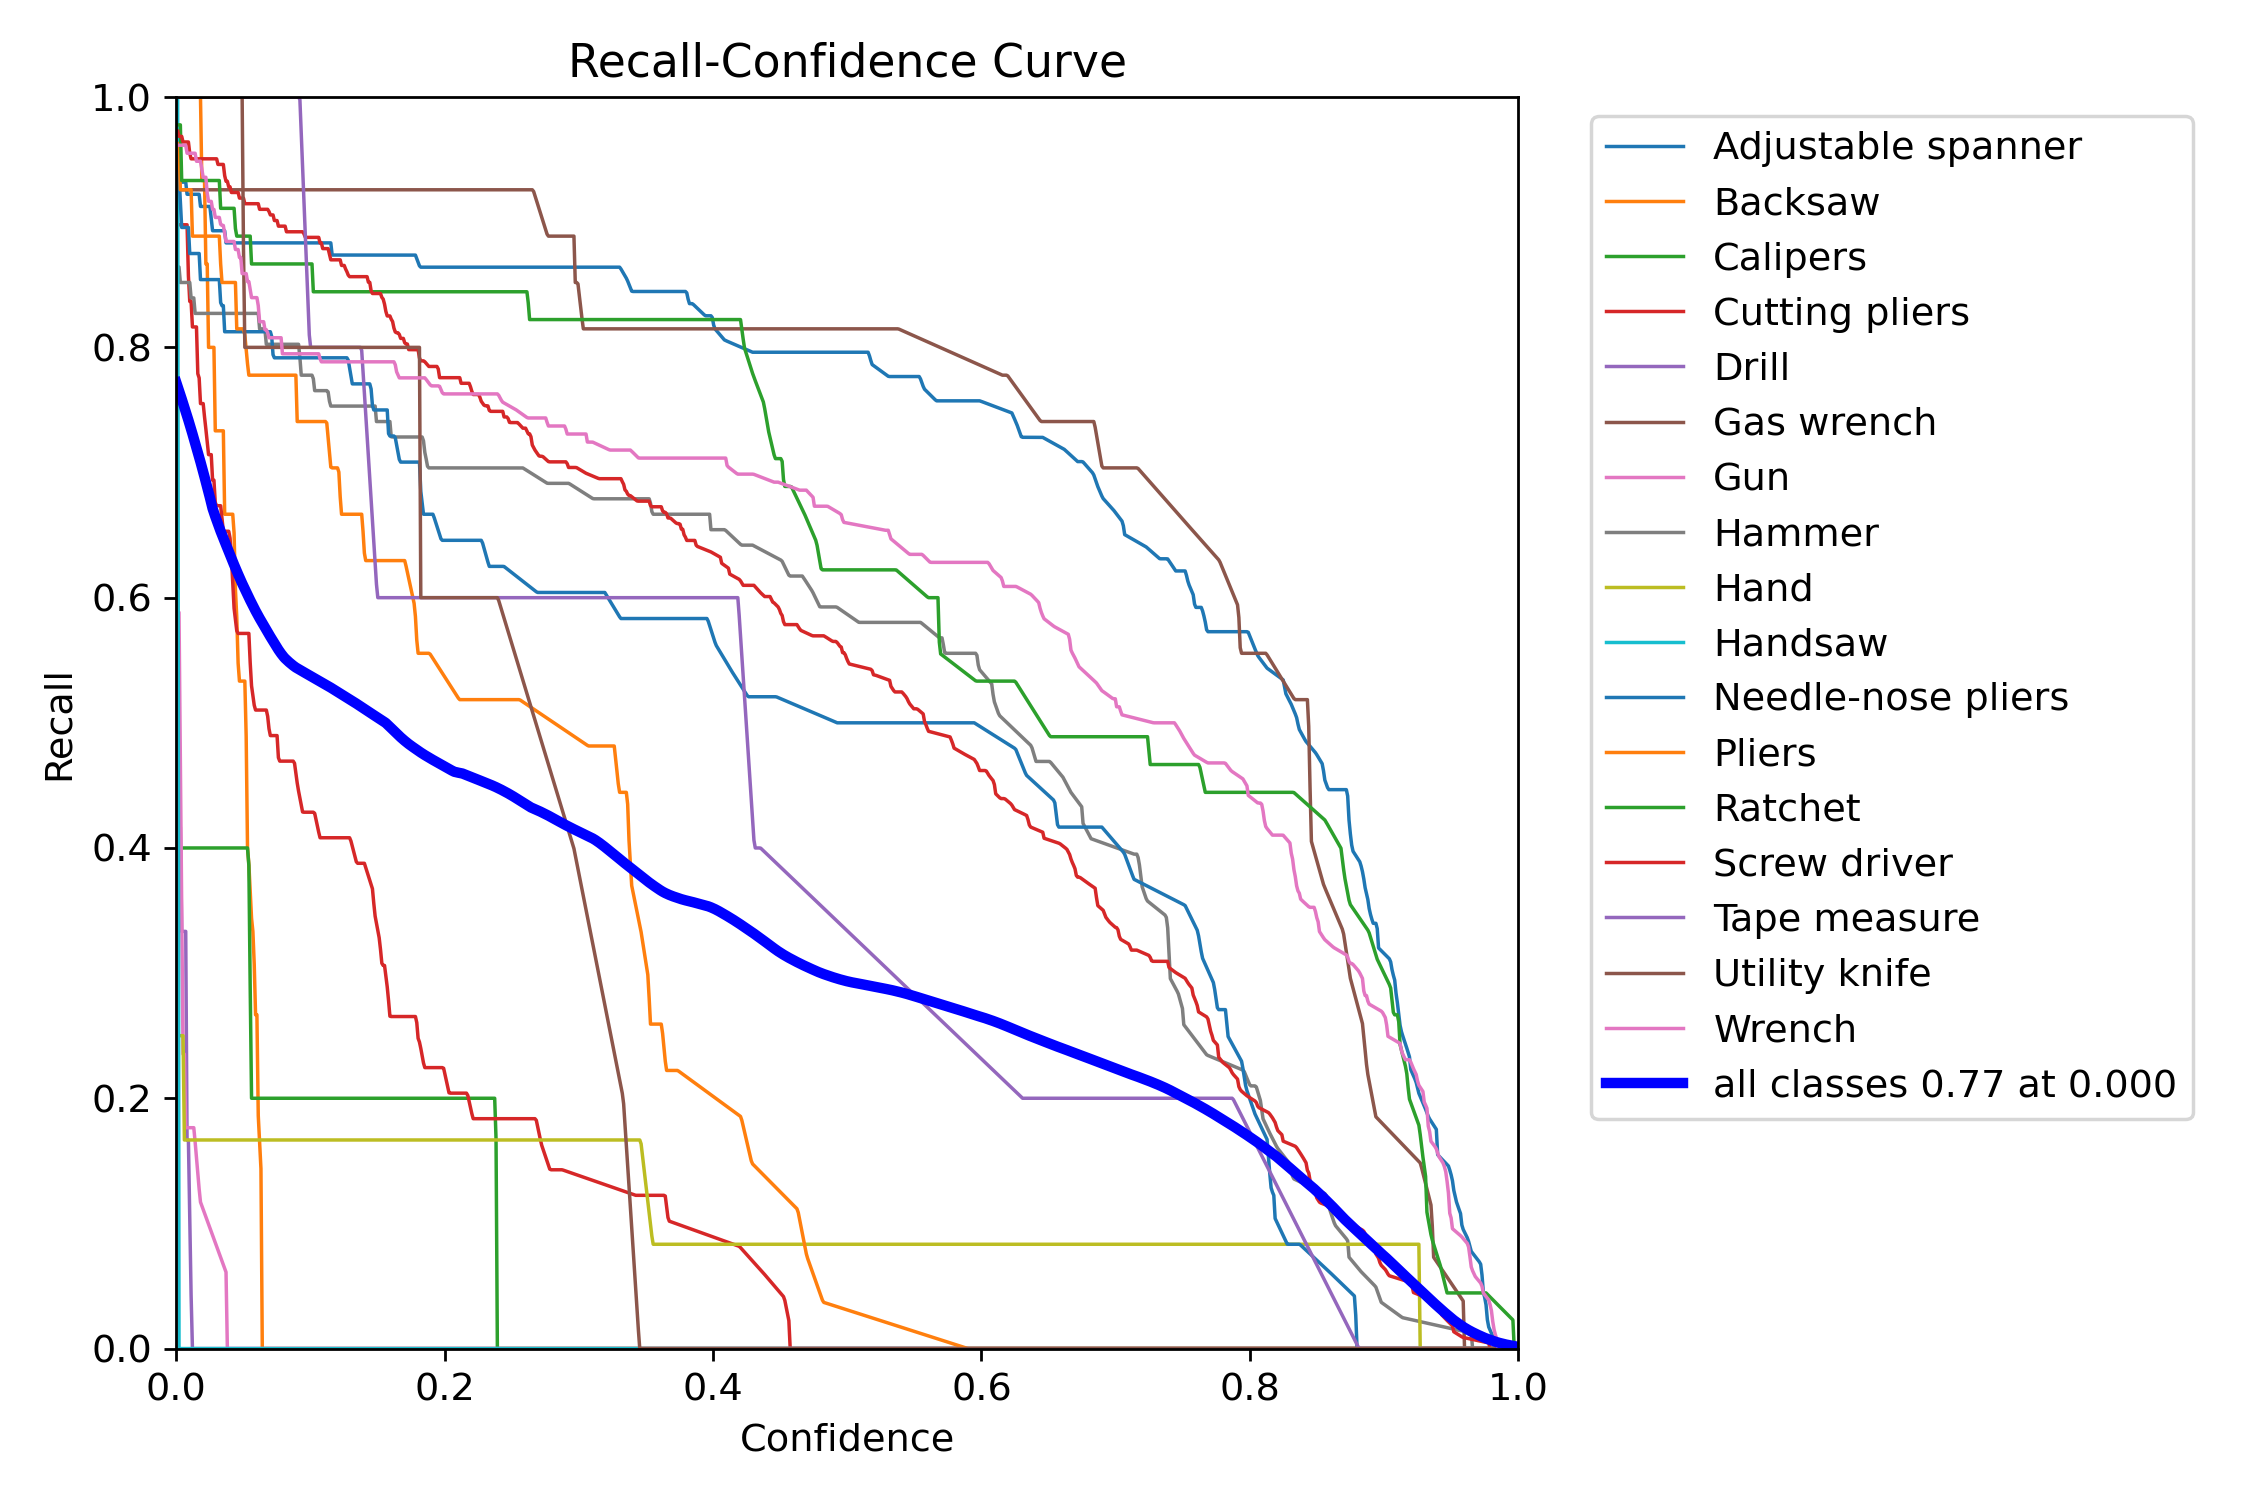 Recall-Confidence Curve
1.0
0.8
0.6
0.4
0.2
0.0
Recall
0.0 0.2 0.4 0.6 0.8 1.0
Confidence
Adjustable spanner
Backsaw
Calipers
Cutting pliers
Drill
Gas wrench
Gun
Hammer
Hand
Handsaw
Needle-nose pliers
Pliers
Ratchet
Screw driver
Tape measure
Utility knife
Wrench
all classes 0.77 at 0.000